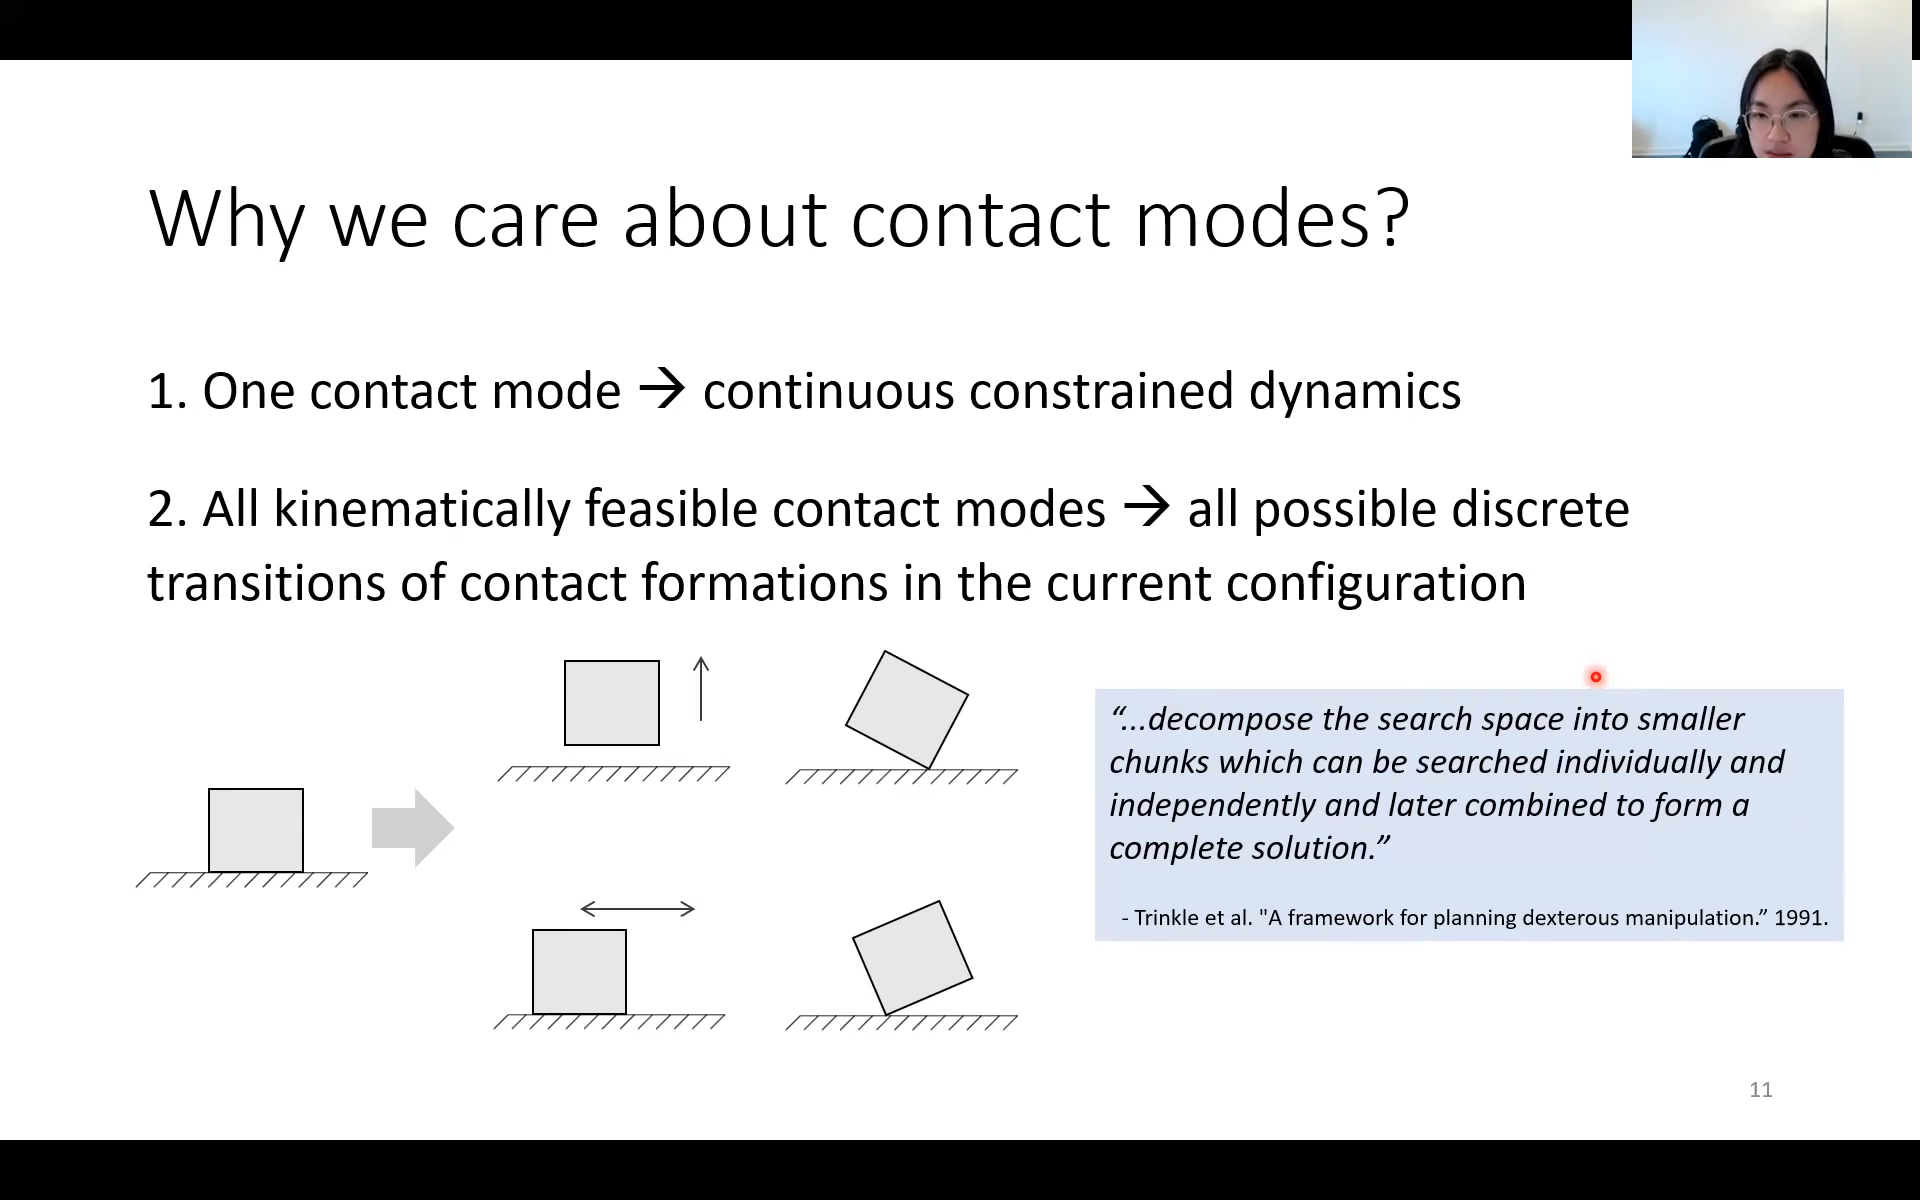 Why we care about contact modes?
1. One contact mode → continuous constrained dynamics
2. All kinematically feasible contact modes → all possible discrete
transitions of contact formations in the current configuration
“...decompose the search space into smaller
chunks which can be searched individually and
independently and later combined to form a
complete solution.”
- Trinkle et al. "A framework for planning dexterous manipulation.” 1991.
11